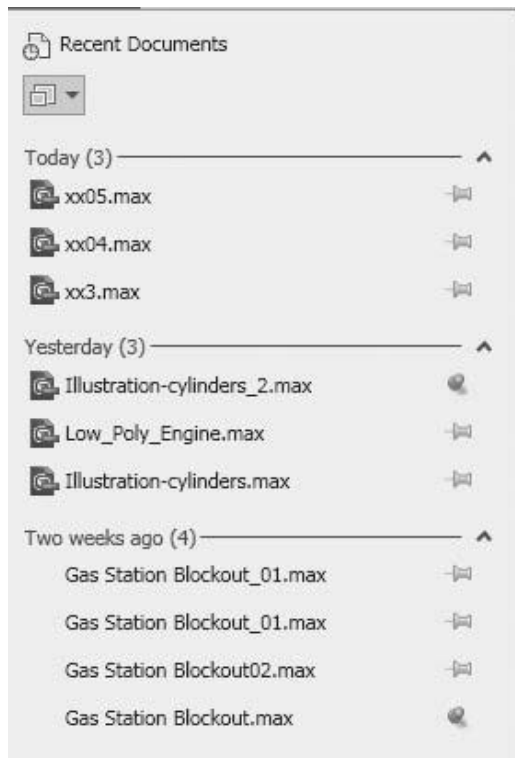 Recent Documents
Today (3)
xx05.max
xx04.max
xx3.max
Yesterday (3)
Illustration-cylinders_2.max
Low_Poly_Engine.max
Illustration-cylinders.max
Two weeks ago (4)
Gas Station Blockout_01.max
Gas Station Blockout_01.max
Gas Station Blockout02.max
Gas Station Blockout.max